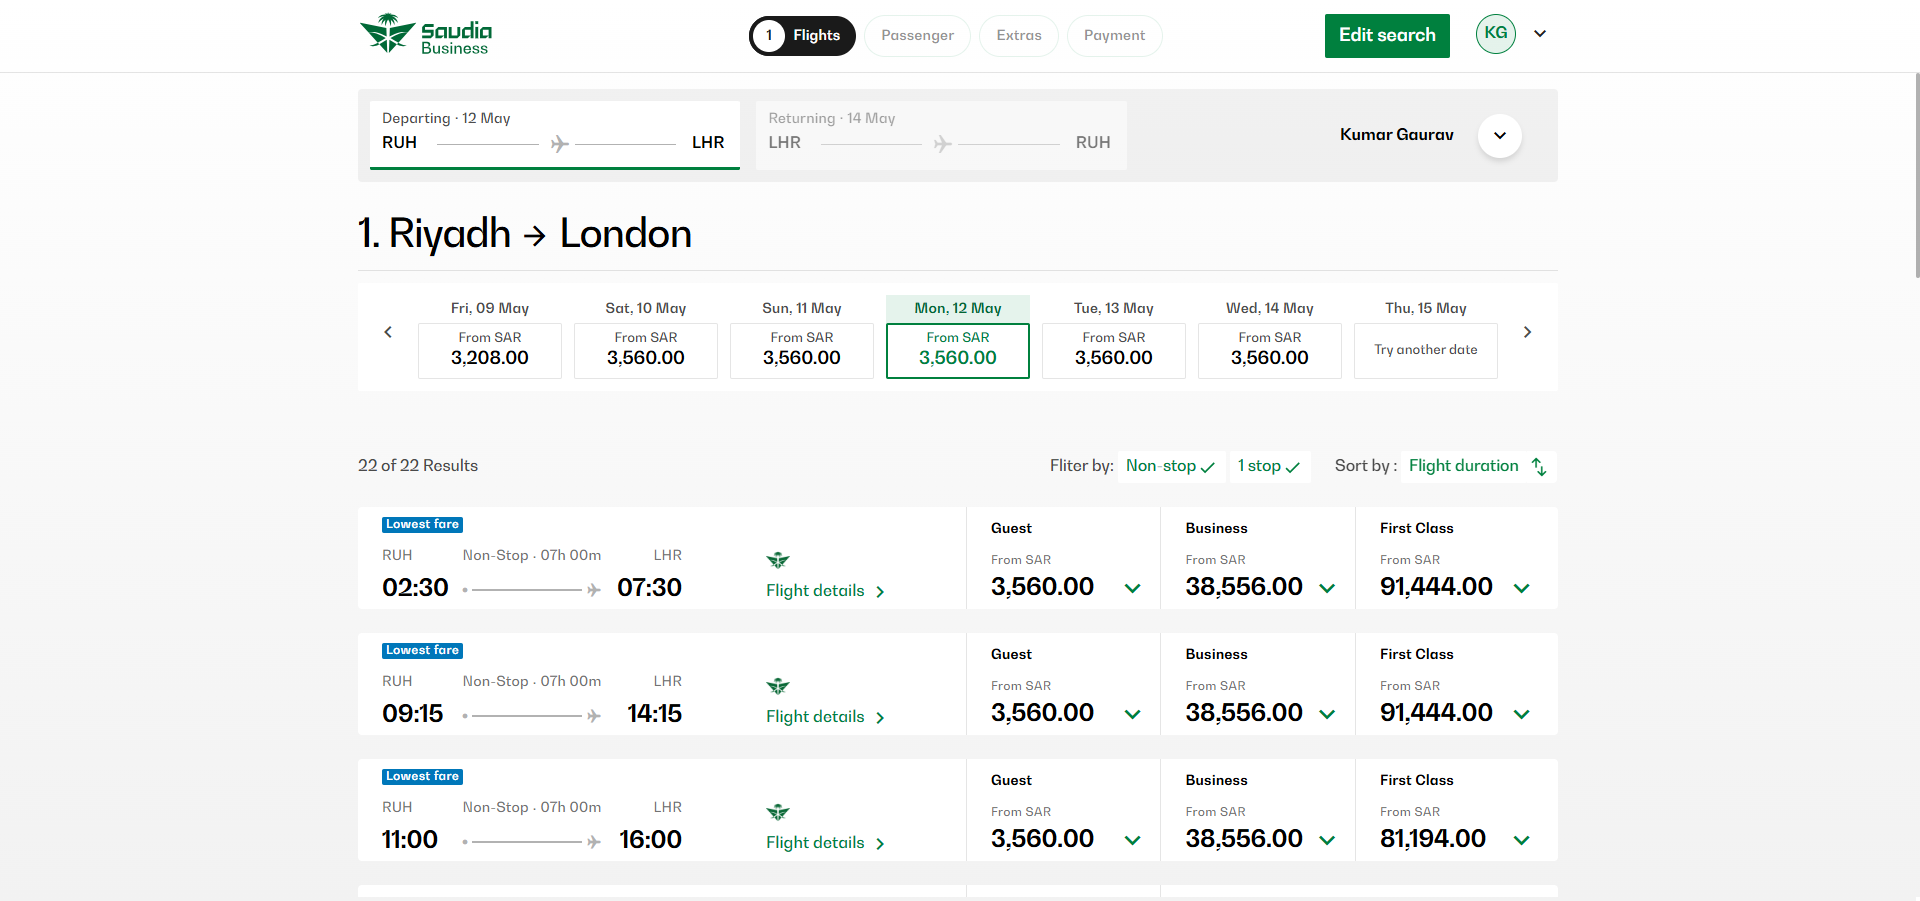 Saudia
Business
1 Flights
Passenger
Extras
Payment
Edit search
KG
Departing · 12 May
RUH LHR
Returning · 14 May
LHR RUH
Kumar Gaurav
1. Riyadh → London
Fri, 09 May
From SAR
3,208.00
Sat, 10 May
From SAR
3,560.00
Sun, 11 May
From SAR
3,560.00
Mon, 12 May
From SAR
3,560.00
Tue, 13 May
From SAR
3,560.00
Wed, 14 May
From SAR
3,560.00
Thu, 15 May
Try another date
22 of 22 Results
Fliter by: Non-stop 1 stop Sort by : Flight duration
Lowest fare
RUH Non-Stop · 07h 00m LHR
02:30 07:30
Flight details
Guest
From SAR
3,560.00
Business
From SAR
38,556.00
First Class
From SAR
91,444.00
Lowest fare
RUH Non-Stop · 07h 00m LHR
09:15 14:15
Flight details
Guest
From SAR
3,560.00
Business
From SAR
38,556.00
First Class
From SAR
91,444.00
Lowest fare
RUH Non-Stop · 07h 00m LHR
11:00 16:00
Flight details
Guest
From SAR
3,560.00
Business
From SAR
38,556.00
First Class
From SAR
81,194.00